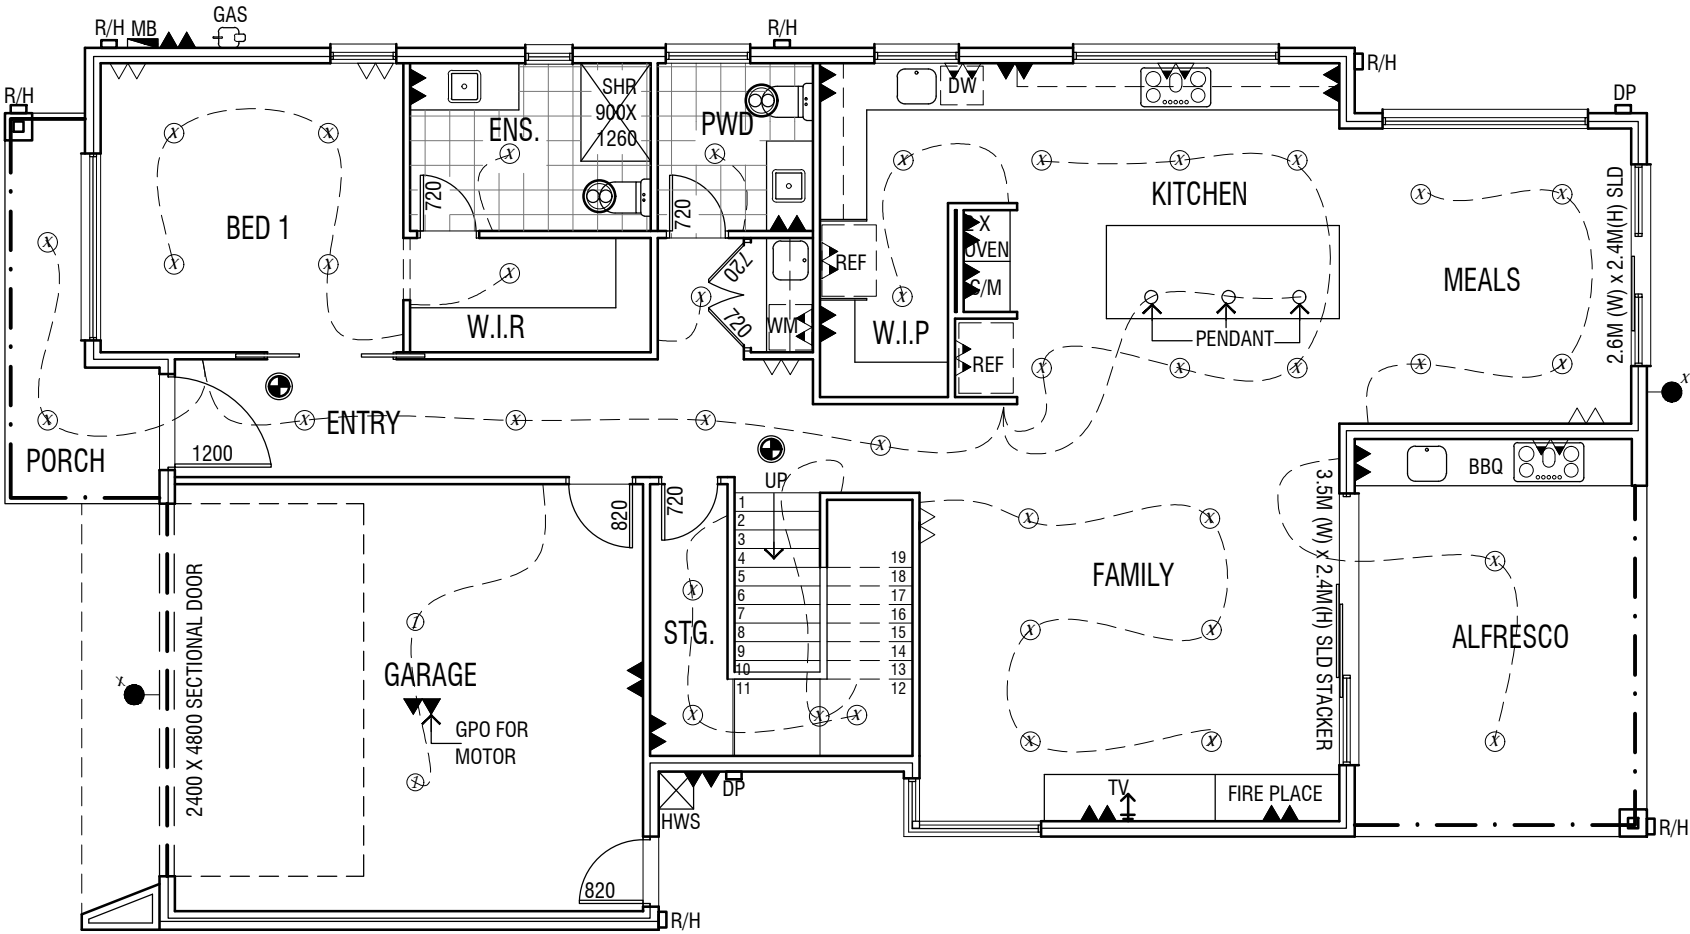 GAS
R/H
MB
R/H
R/H
R/H
DP
SHR
900X
1260
DW
ENS.
PWD
720
720
KITCHEN
BED 1
2 X
OVEN
REF
S/M
720
720
WM
W.I.R
W.I.P
MEALS
2.6M (W) x 2.4M(H) SLD
PENDANT
REF
X
ENTRY
PORCH
1200
BBQ
UP
820
720
1
2
3
4
5
6
7
8
9
10
11
19
18
17
16
15
14
13
12
FAMILY
3.5M (W) x 2.4M(H) SLD STACKER
ALFRESCO
STG.
GARAGE
2400 X 4800 SECTIONAL DOOR
X
GPO FOR
MOTOR
HWS
DP
TV
FIRE PLACE
R/H
820
R/H